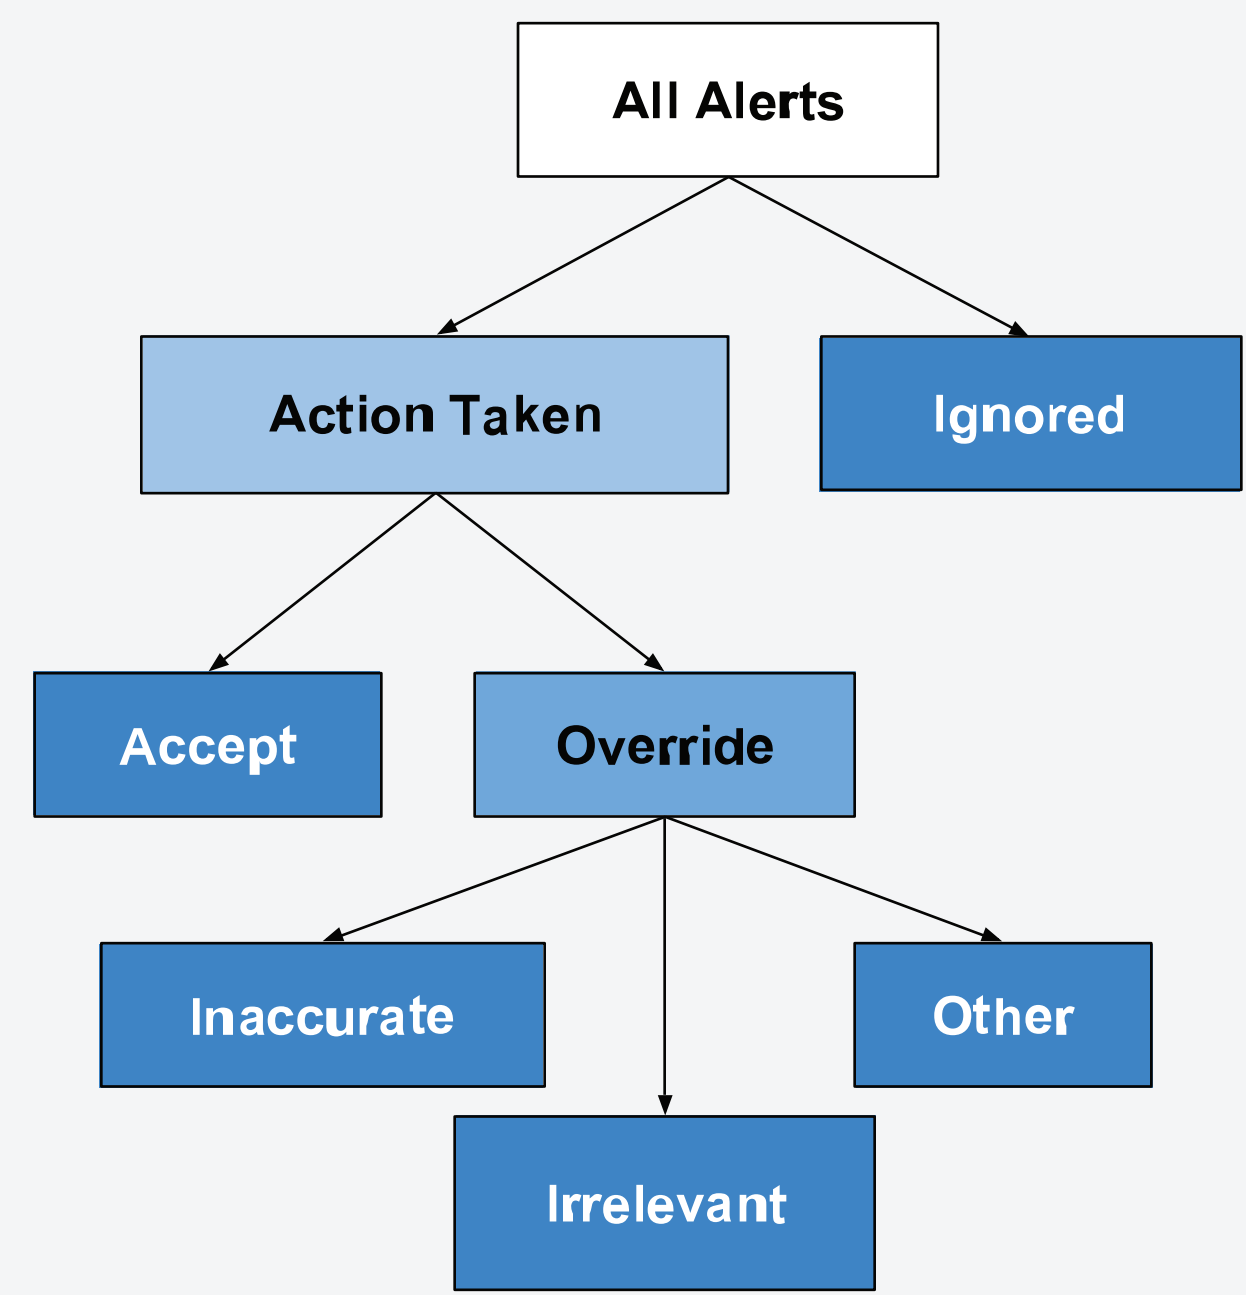 All Alerts
Action Taken
Ignored
Accept
Override
Inaccurate
Other
Irrelevant